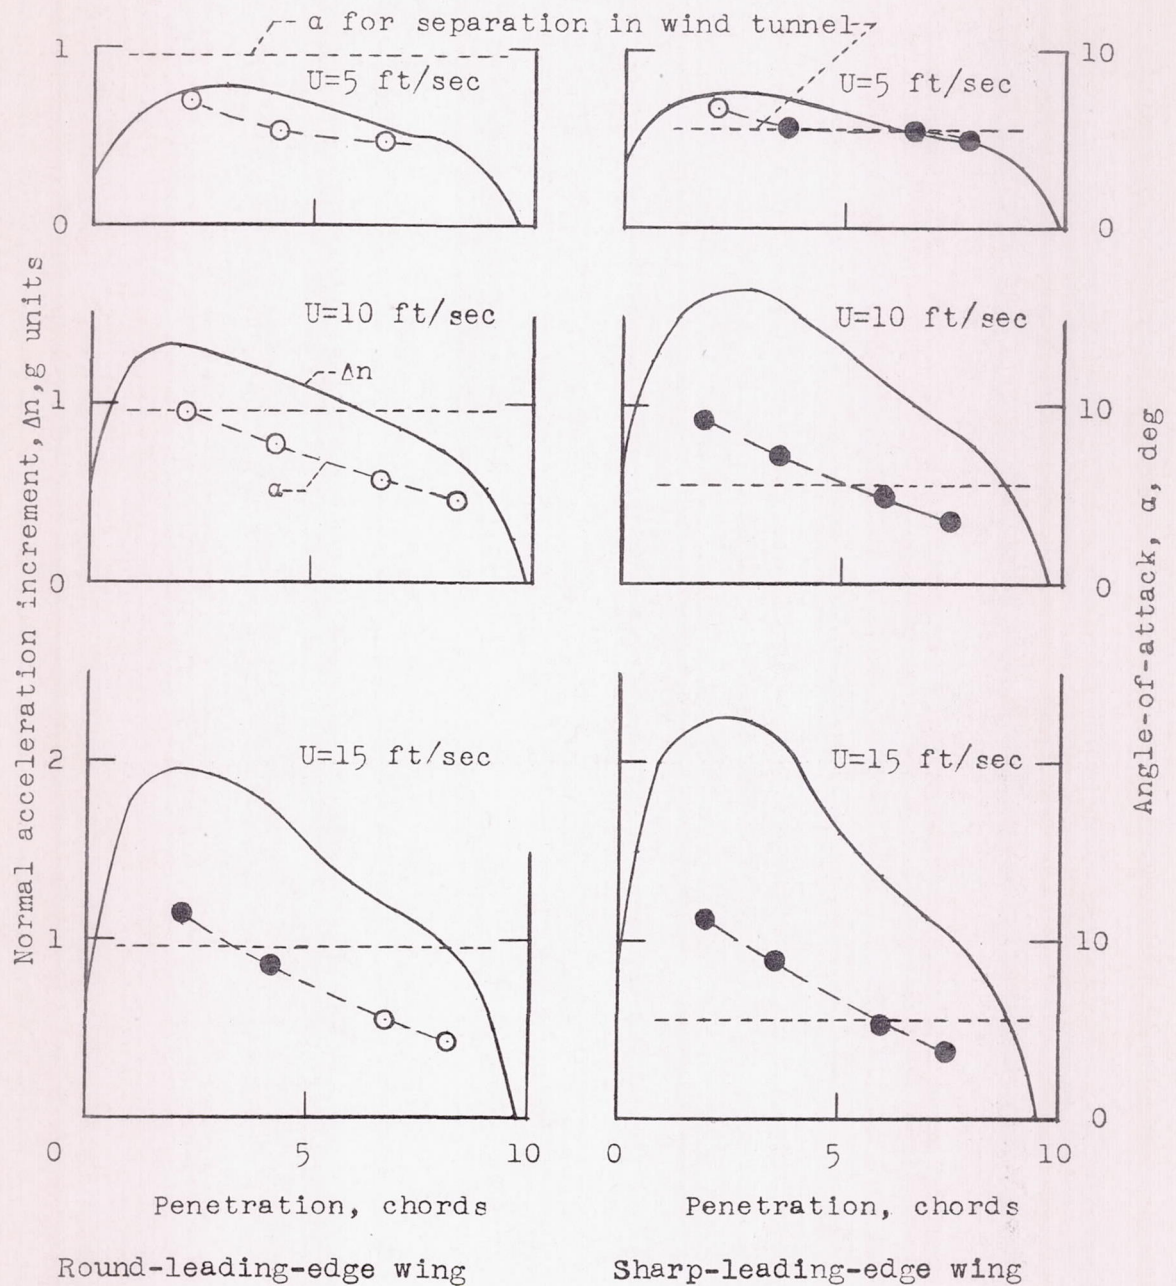 α for separation in wind tunnel
1
10
U=5 ft/sec
U=5 ft/sec
0
0
U=10 ft/sec
U=10 ft/sec
Δn
1
10
α
0
0
2
U=15 ft/sec
U=15 ft/sec
1
10
0
0
5
10
0
5
10
Normal acceleration increment, Δn, g units
Angle-of-attack, α, deg
Penetration, chords
Penetration, chords
Round-leading-edge wing
Sharp-leading-edge wing